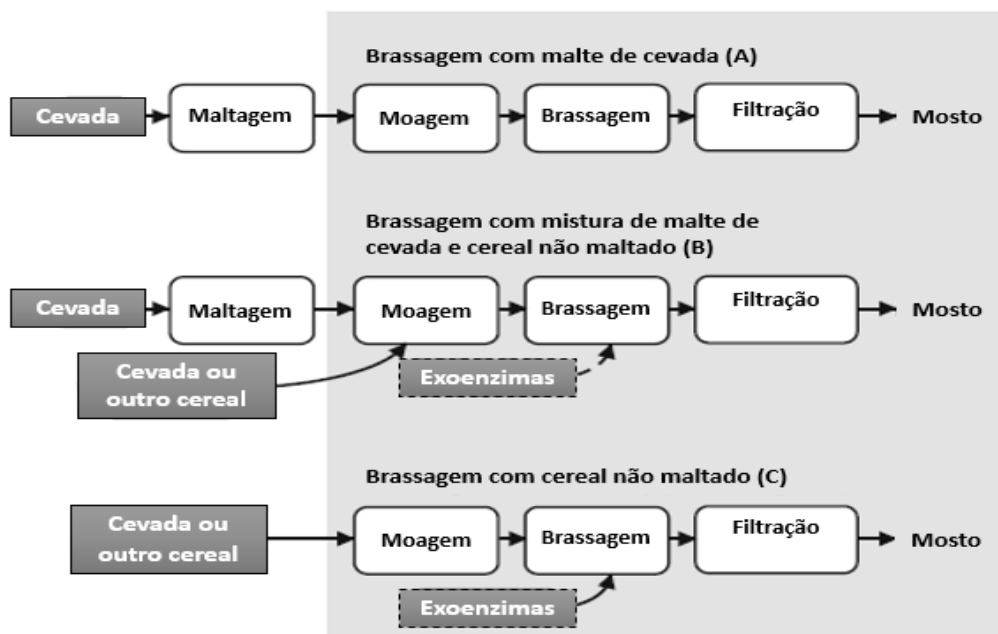 Brassagem com malte de cevada (A)
Cevada
Maltagem
Moagem
Brassagem
Filtração
Mosto
Brassagem com mistura de malte de
cevada e cereal não maltado (B)
Cevada
Maltagem
Moagem
Brassagem
Filtração
Mosto
Cevada ou
outro cereal
Exoenzimas
Brassagem com cereal não maltado (C)
Cevada ou
outro cereal
Moagem
Brassagem
Filtração
Mosto
Exoenzimas